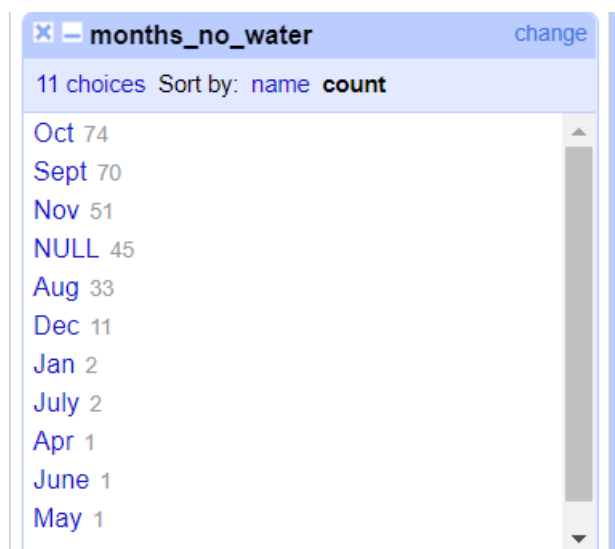 months_no_water change
11 choices Sort by: name count
Oct 74
Sept 70
Nov 51
NULL 45
Aug 33
Dec 11
Jan 2
July 2
Apr 1
June 1
May 1